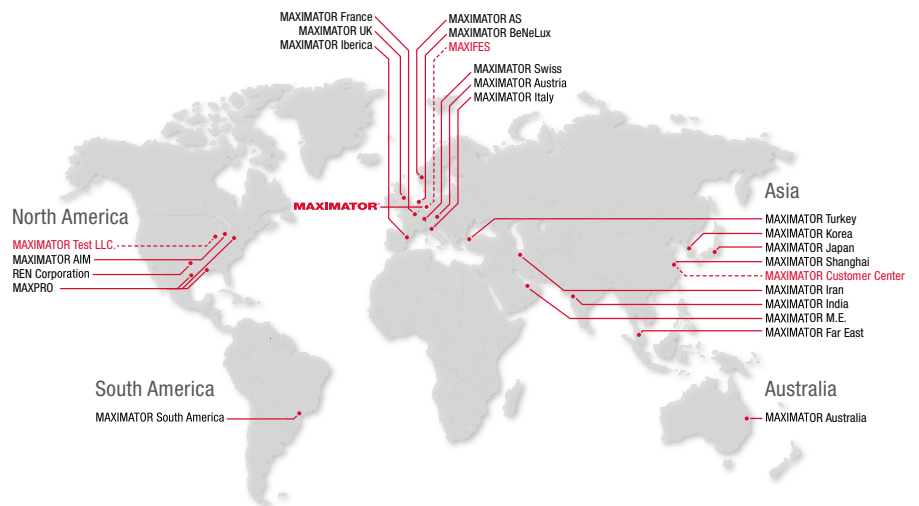 MAXIMATOR France
MAXIMATOR UK
MAXIMATOR Iberica
MAXIMATOR AS
MAXIMATOR BeNeLux
MAXIFES
MAXIMATOR Swiss
MAXIMATOR Austria
MAXIMATOR Italy
MAXIMATOR®
North America
MAXIMATOR Test LLC.
MAXIMATOR AIM
REN Corporation
MAXPRO
Asia
MAXIMATOR Turkey
MAXIMATOR Korea
MAXIMATOR Japan
MAXIMATOR Shanghai
MAXIMATOR Customer Center
MAXIMATOR Iran
MAXIMATOR India
MAXIMATOR M.E.
MAXIMATOR Far East
South America
MAXIMATOR South America
Australia
MAXIMATOR Australia